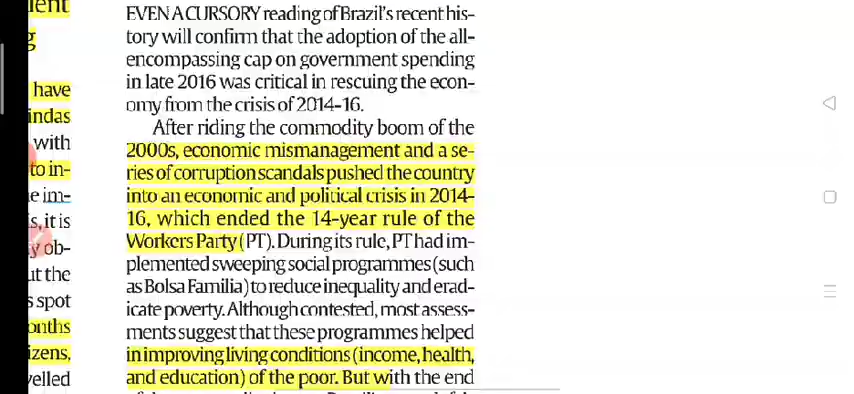 have
indas
with
to in-
e im-
s, it is
y ob-
ut the
s spot
onths
izens,
velled
EVEN A CURSORY reading of Brazil's recent his-
tory will confirm that the adoption of the all-
encompassing cap on government spending
in late 2016 was critical in rescuing the econ-
omy from the crisis of 2014-16.
After riding the commodity boom of the
2000s, economic mismanagement and a se-
ries of corruption scandals pushed the country
into an economic and political crisis in 2014-
16, which ended the 14-year rule of the
Workers Party (PT). During its rule, PT had im-
plemented sweeping social programmes (such
as Bolsa Familia) to reduce inequality and erad-
icate poverty. Although contested, most assess-
ments suggest that these programmes helped
in improving living conditions (income, health,
and education) of the poor. But with the end